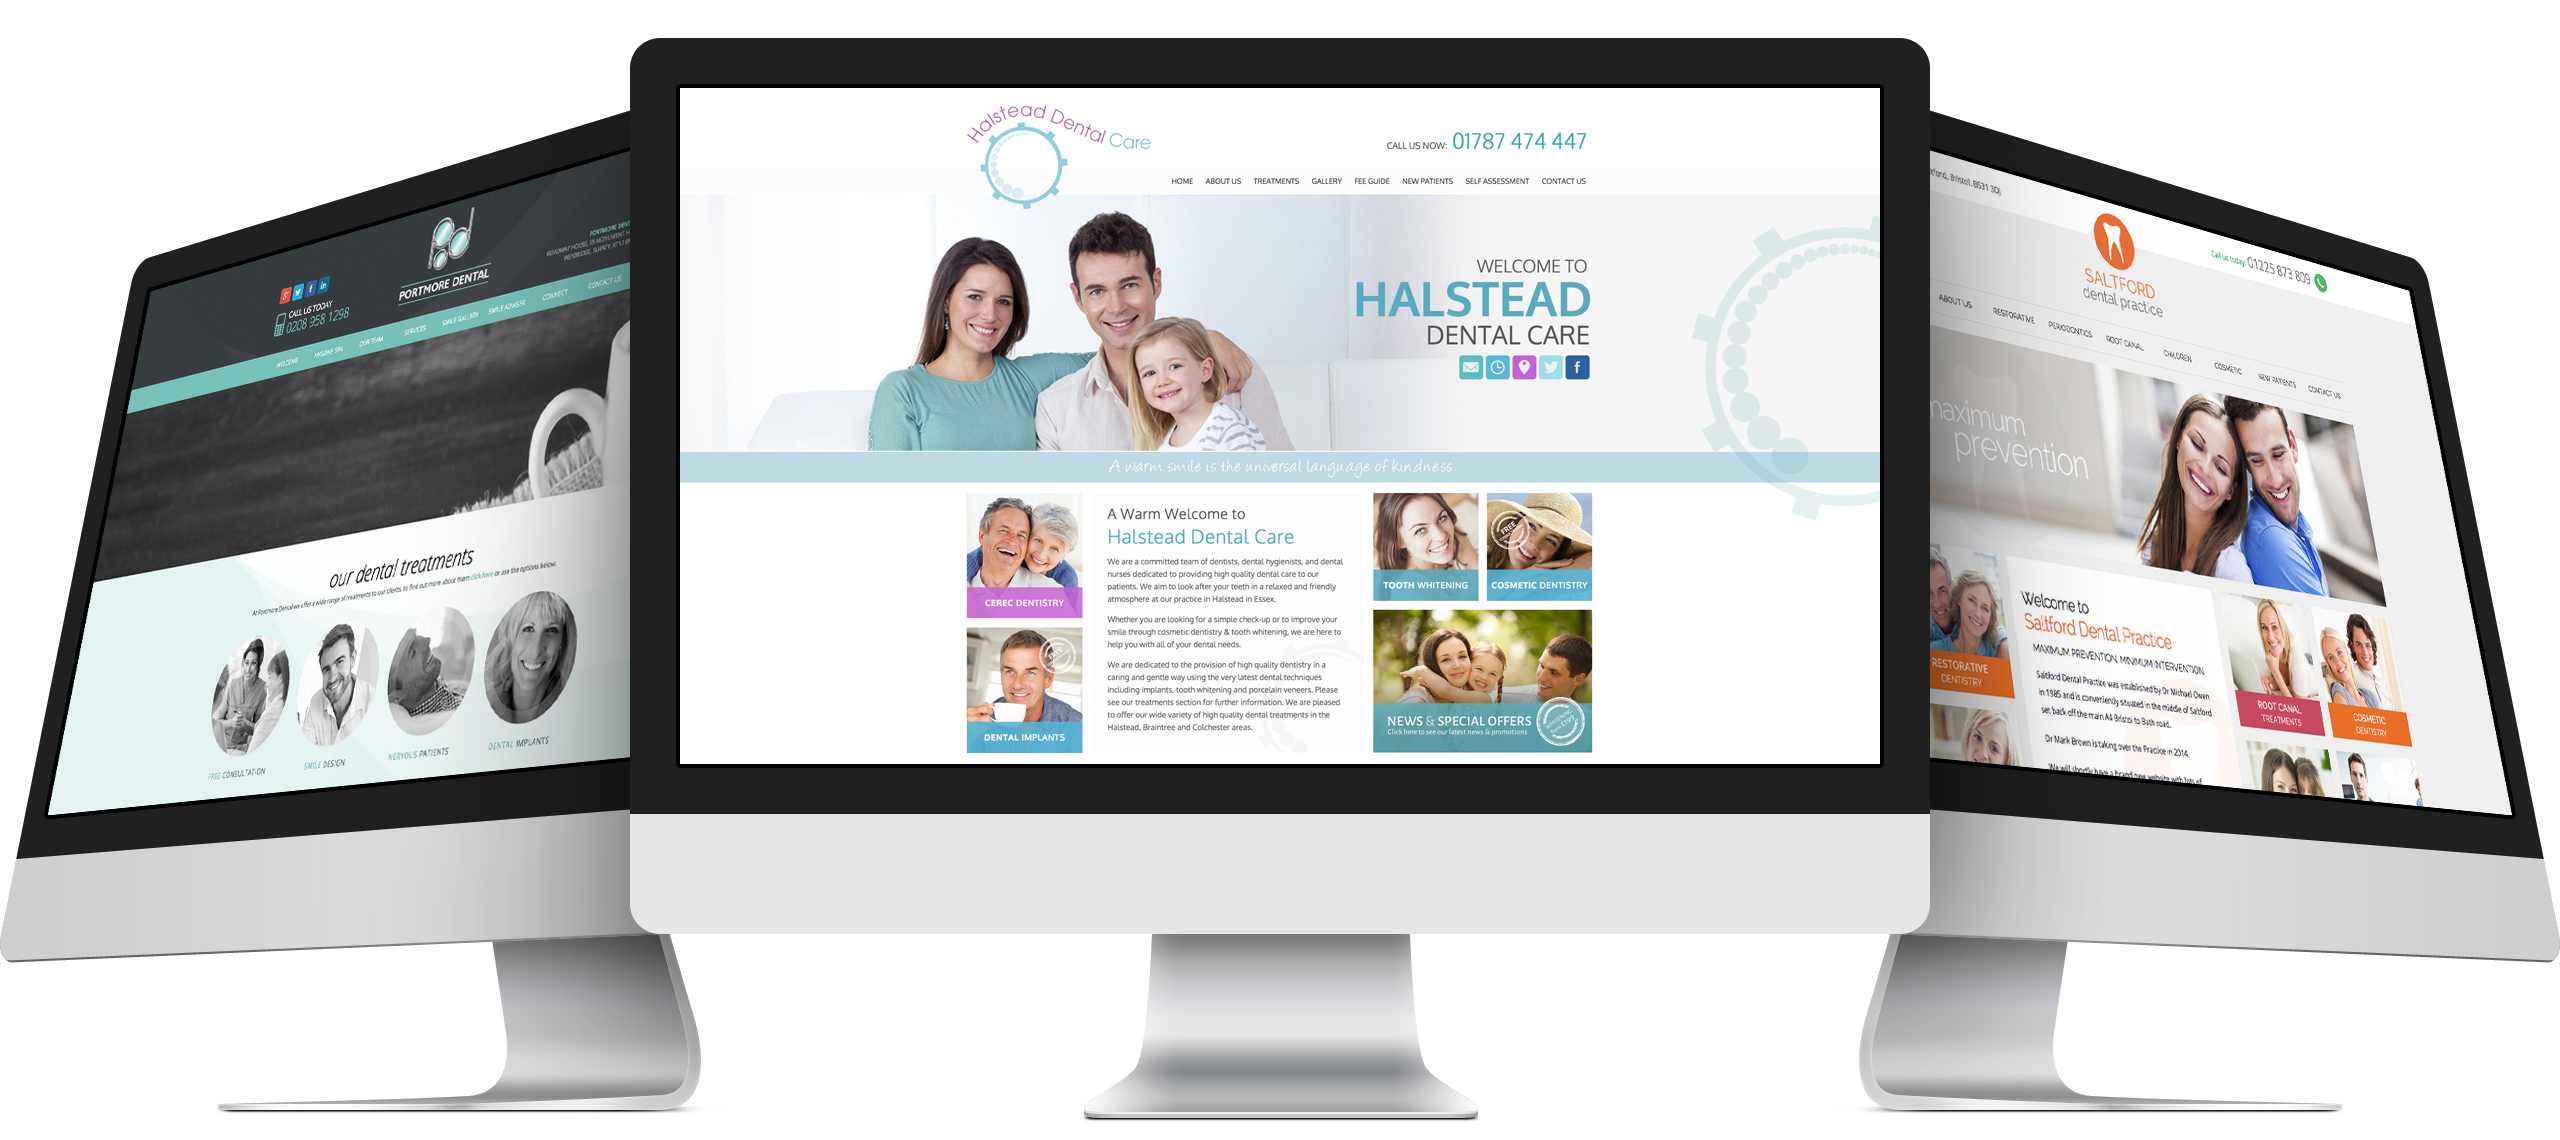 PORTMORE DENTAL
CALL US TODAY
0208 958 1298
WELCOME
HYGIENE SPA
OUR TEAM
SERVICES
SMILE GALLERY
SMILE ADVISER
CONNECT
CONTACT US
our dental treatments
At Portmore Dental we offer a wide range of treatments to our clients, to find out more about them click here or use the options below.
FREE CONSULTATION
SMILE DESIGN
NERVOUS PATIENTS
DENTAL IMPLANTS
Halstead Dental Care
CALL US NOW: 01787 474 447
HOME ABOUT US TREATMENTS GALLERY FEE GUIDE NEW PATIENTS SELF ASSESSMENT CONTACT US
WELCOME TO
HALSTEAD
DENTAL CARE
A warm smile is the universal language of kindness
CEREC DENTISTRY
FREE
DENTAL IMPLANTS
A Warm Welcome to
Halstead Dental Care
We are a committed team of dentists, dental hygienists, and dental
nurses dedicated to providing high quality dental care to our
patients. We aim to look after your teeth in a relaxed and friendly
atmosphere at our practice in Halstead in Essex.
Whether you are looking for a simple check-up or to improve your
smile through cosmetic dentistry & tooth whitening, we are here to
help you with all of your dental needs.
We are dedicated to the provision of high quality dentistry in a
caring and gentle way using the very latest dental techniques
including implants, tooth whitening and porcelain veneers. Please
see our treatments section for further information. We are pleased
to offer our wide variety of high quality dental treatments in the
Halstead, Braintree and Colchester areas.
TOOTH WHITENING
FREE
COSMETIC DENTISTRY
NEWS & SPECIAL OFFERS
Click here to see our latest news & promotions
WHITENING
from £199
Bristol, BS31 3DJ
SALTFORD
dental practice
Call us today: 01225 873 809
ABOUT US
RESTORATIVE
PERIODONTICS
ROOT CANAL
CHILDREN
COSMETIC
NEW PATIENTS
CONTACT US
maximum
prevention
RESTORATIVE
DENTISTRY
Welcome to
Saltford Dental Practice
MAXIMUM PREVENTION, MINIMUM INTERVENTION
Saltford Dental Practice was established by Dr Michael Owen
in 1985 and is conveniently situated in the middle of Saltford
set back off the main A4 Bristol to Bath road.
Dr Mark Brown is taking over the Practice in 2014.
We will shortly have a brand new website with lots of
ROOT CANAL
TREATMENTS
COSMETIC
DENTISTRY